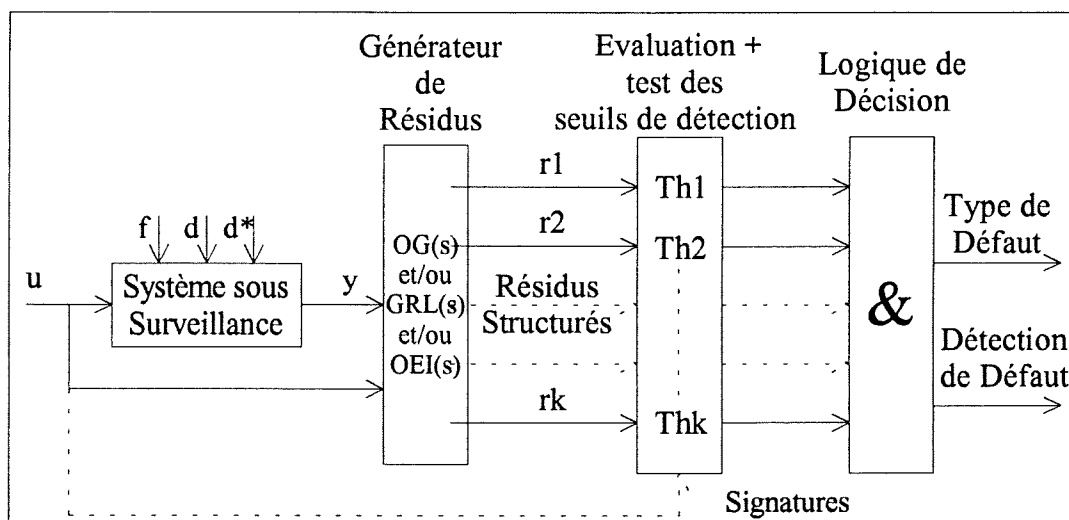 Générateur
de
Résidus
Evaluation +
test des
seuils de détection
Logique de
Décision
r1
Th1
r2
Th2
f d d*
u
Système sous
Surveillance
y
OG(s)
et/ou
GRL(s)
et/ou
OEI(s)
Résidus
Structurés
rk
Thk
&
Type de
Défaut
Détection
de Défaut
Signatures